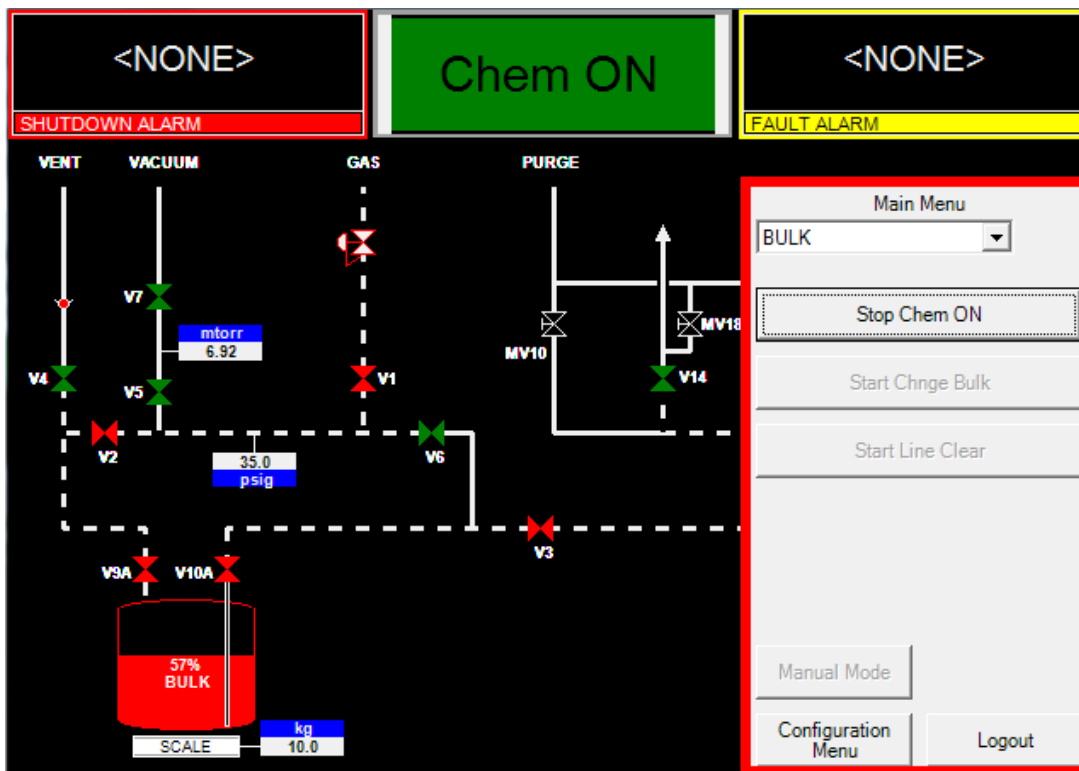 <NONE>
SHUTDOWN ALARM
Chem ON
<NONE>
FAULT ALARM
VENT
VACUUM
GAS
PURGE
Main Menu
BULK
V7
mtorr
6.92
MV10
MV18
Stop Chem ON
V4
V5
V1
V14
Start Chnge Bulk
V2
35.0
psig
V6
Start Line Clear
V3
V9A
V10A
57%
BULK
SCALE
kg
10.0
Manual Mode
Configuration
Menu
Logout